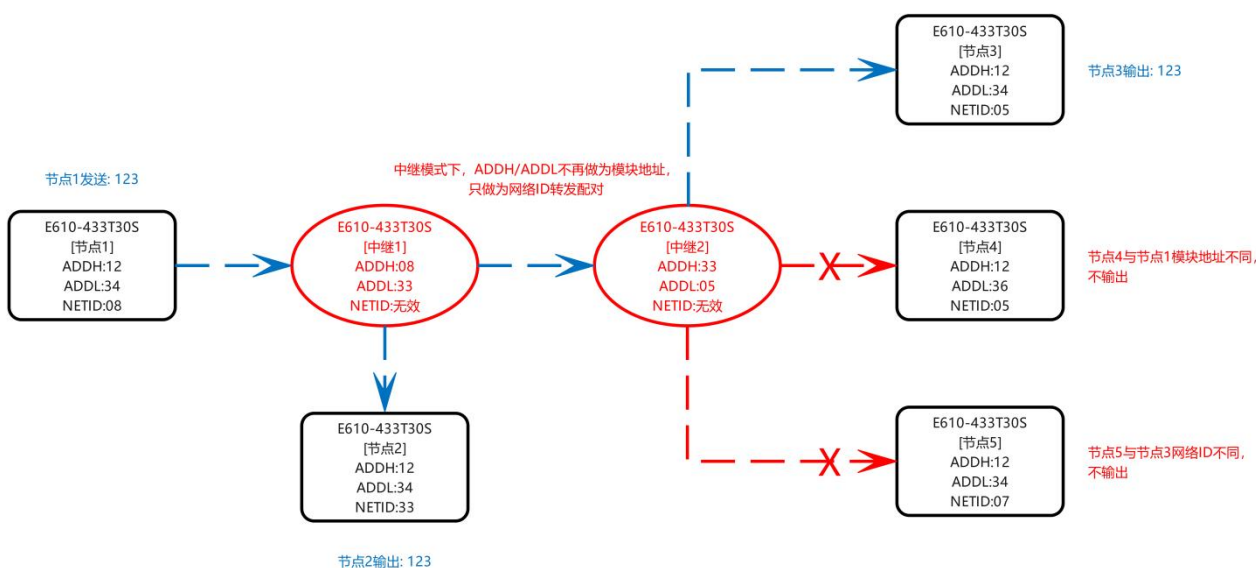 E610-433T30S
[节点3]
ADDH:12
ADDL:34
NETID:05
节点3输出: 123
节点1发送: 123
中继模式下，ADDH/ADDL不再做为模块地址，
只做为网络ID转发配对
E610-433T30S
[节点1]
ADDH:12
ADDL:34
NETID:08
E610-433T30S
[中继1]
ADDH:08
ADDL:33
NETID:无效
E610-433T30S
[中继2]
ADDH:33
ADDL:05
NETID:无效
E610-433T30S
[节点4]
ADDH:12
ADDL:36
NETID:05
节点4与节点1模块地址不同，
不输出
X
E610-433T30S
[节点2]
ADDH:12
ADDL:34
NETID:33
节点2输出: 123
E610-433T30S
[节点5]
ADDH:12
ADDL:34
NETID:07
节点5与节点3网络ID不同，
不输出
X